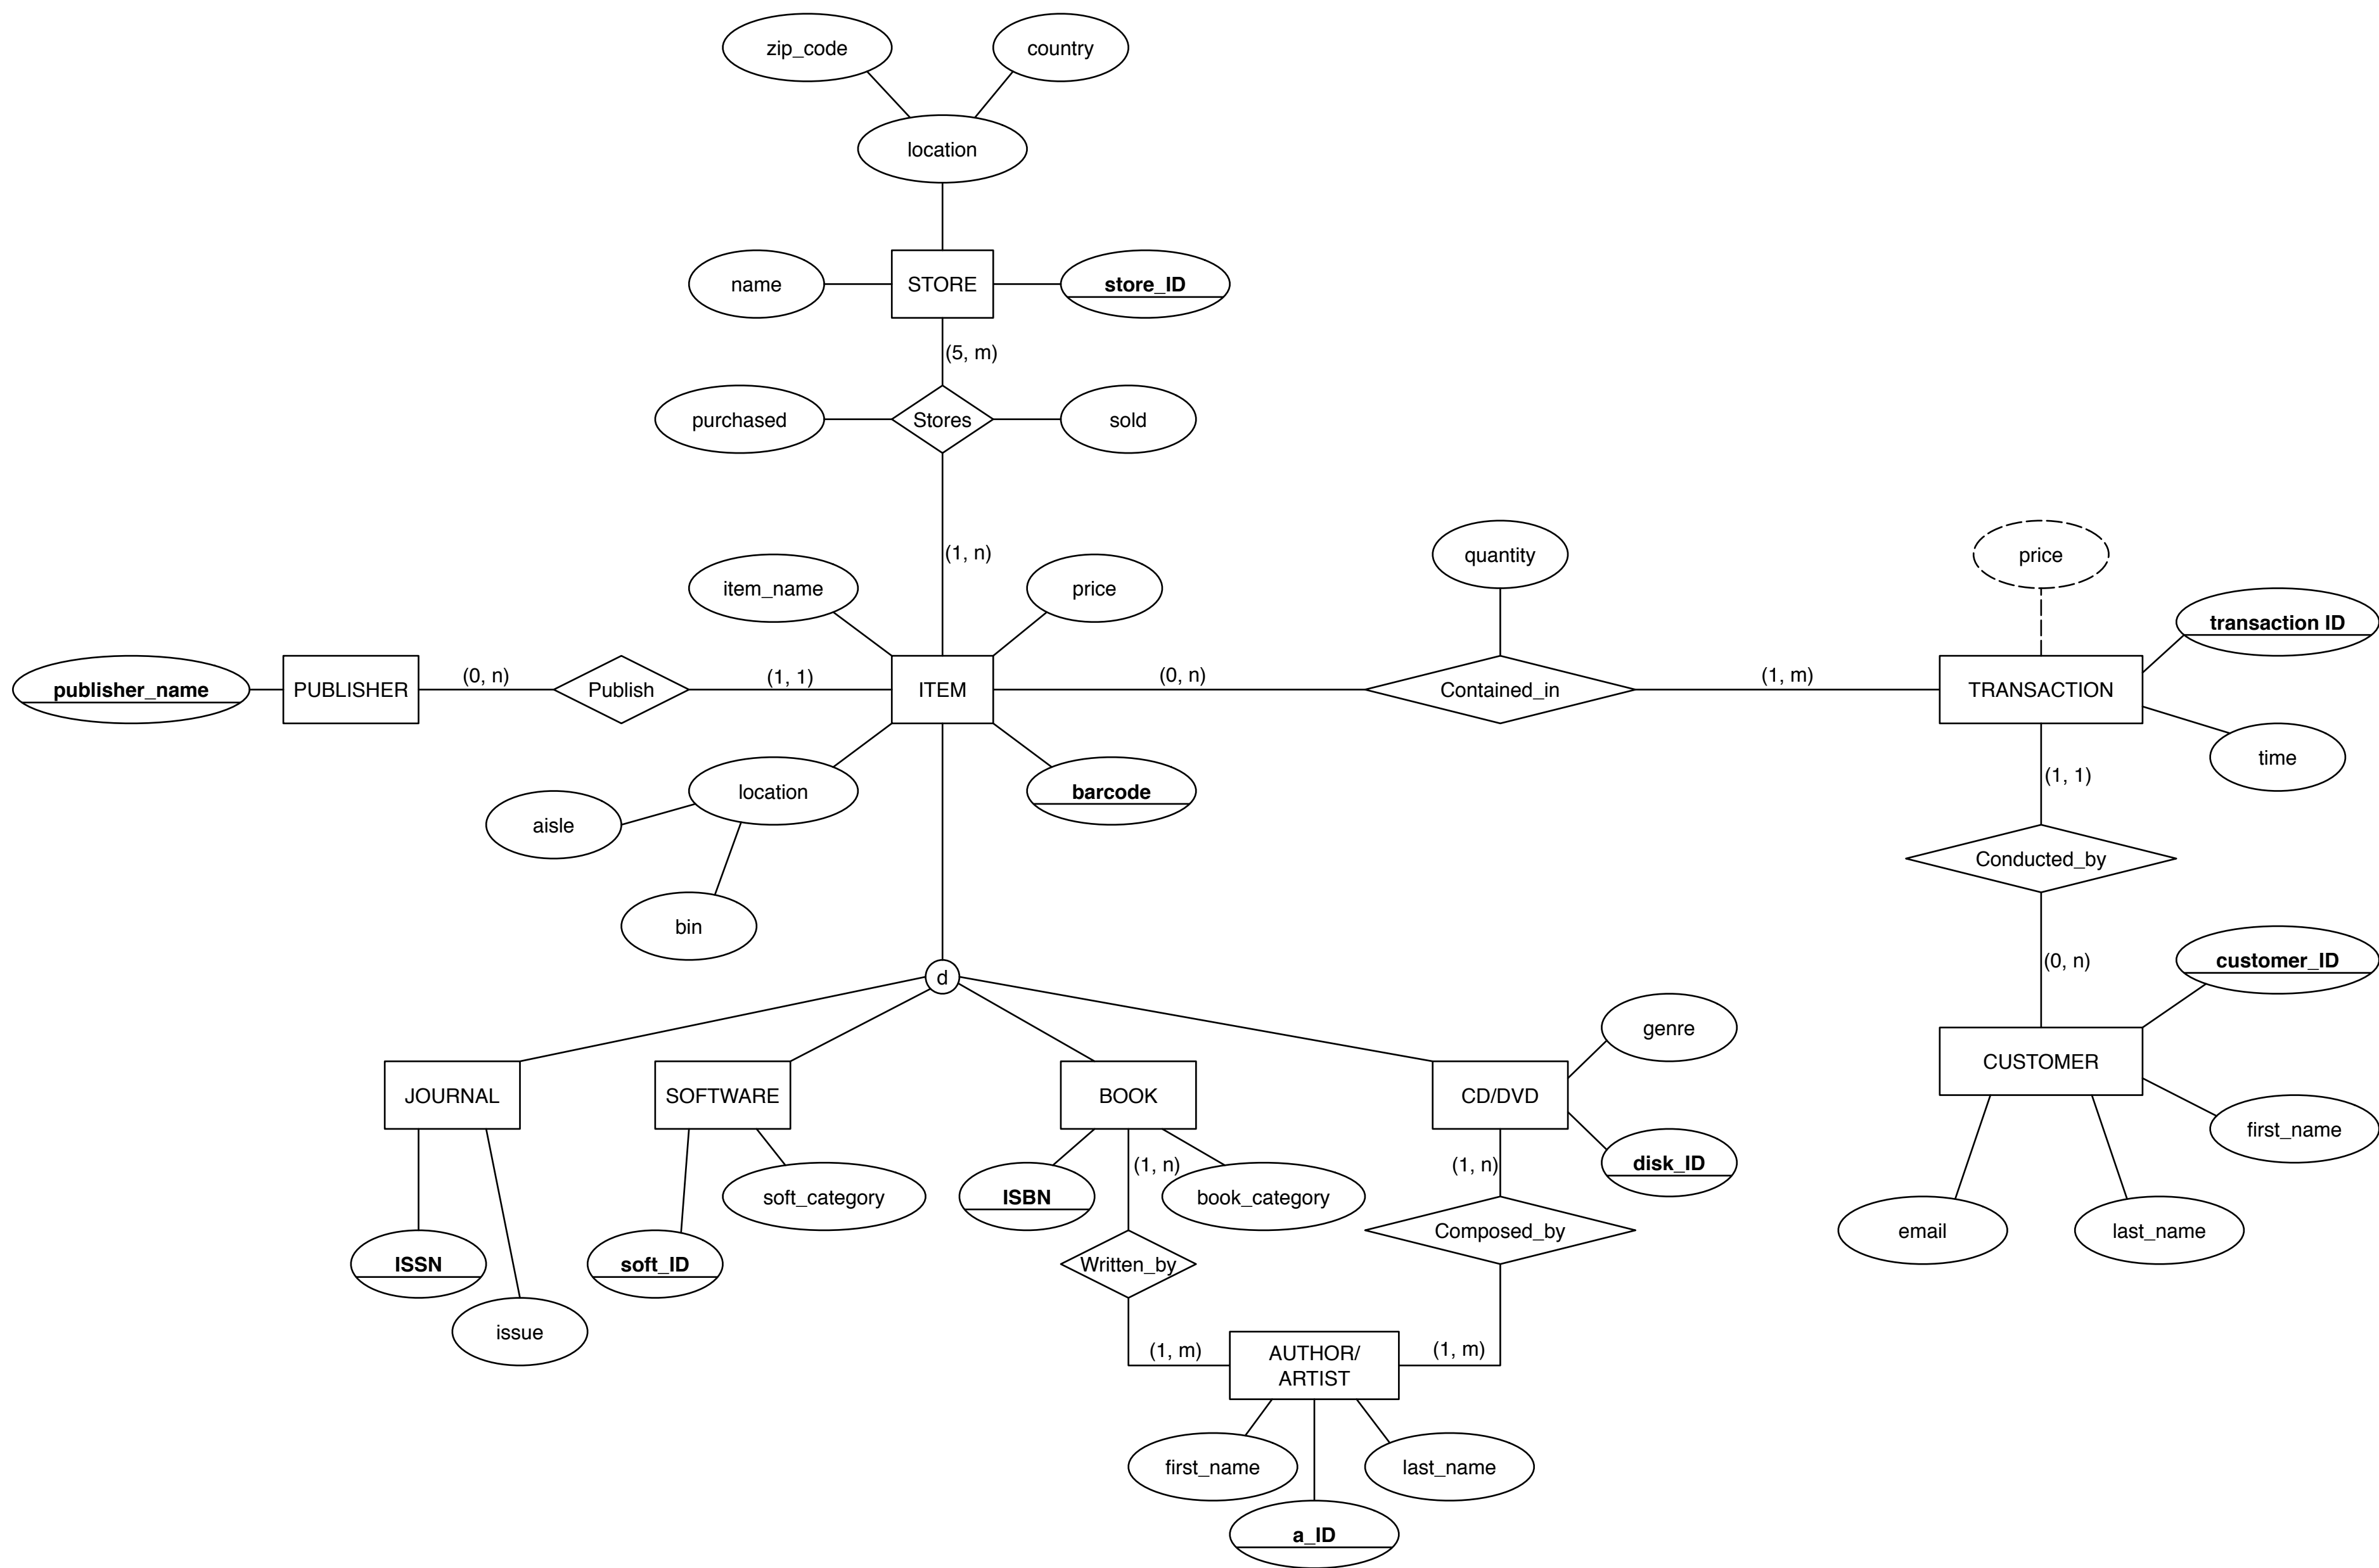 zip_code
country
location
name
STORE
store_ID
(5, m)
purchased
Stores
sold
(1, n)
quantity
price
item_name
price
transaction ID
publisher_name
PUBLISHER
(0, n)
Publish
(1, 1)
ITEM
(0, n)
Contained_in
(1, m)
TRANSACTION
time
location
barcode
aisle
bin
(1, 1)
Conducted_by
(0, n)
customer_ID
d
genre
CUSTOMER
first_name
JOURNAL
SOFTWARE
BOOK
CD/DVD
disk_ID
(1, n)
(1, n)
soft_category
ISBN
book_category
email
last_name
ISSN
soft_ID
Written_by
Composed_by
issue
(1, m)
AUTHOR/
ARTIST
(1, m)
first_name
last_name
a_ID